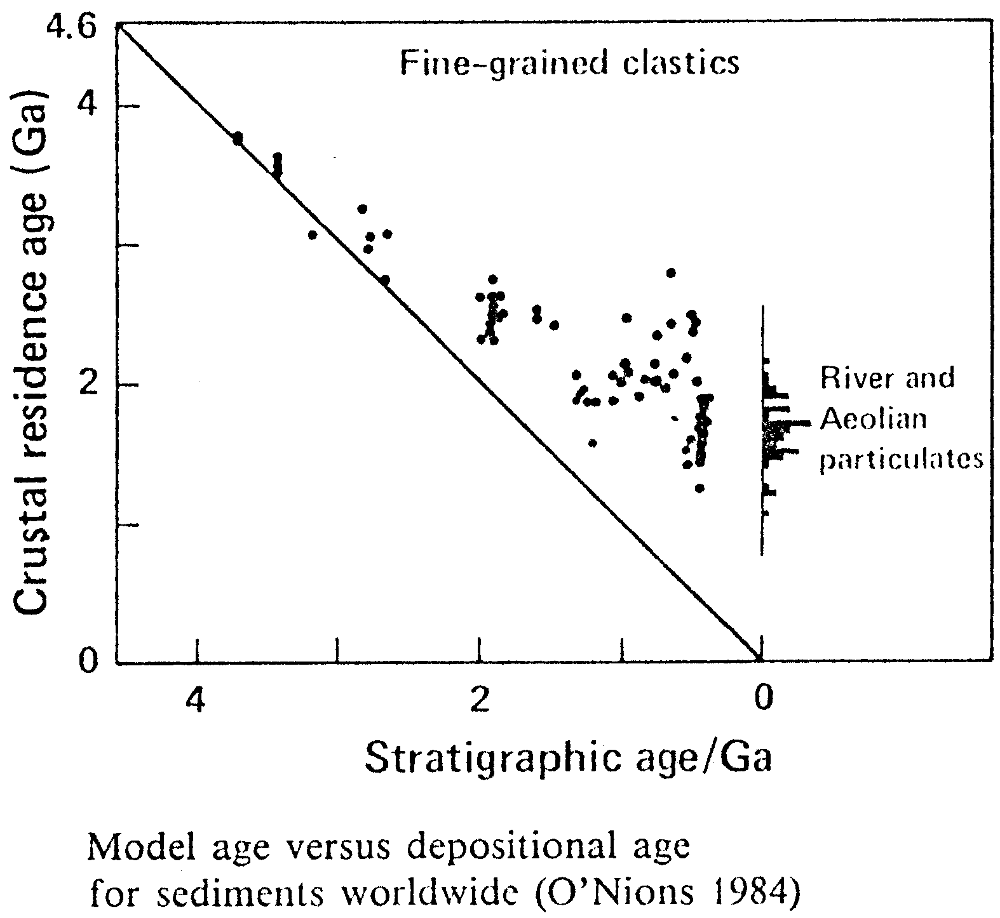 4.6
Fine-grained clastics
4
2
0
Crustal residence age (Ga)
River and
Aeolian
particulates
4 2 0
Stratigraphic age/Ga
Model age versus depositional age
for sediments worldwide (O'Nions 1984)